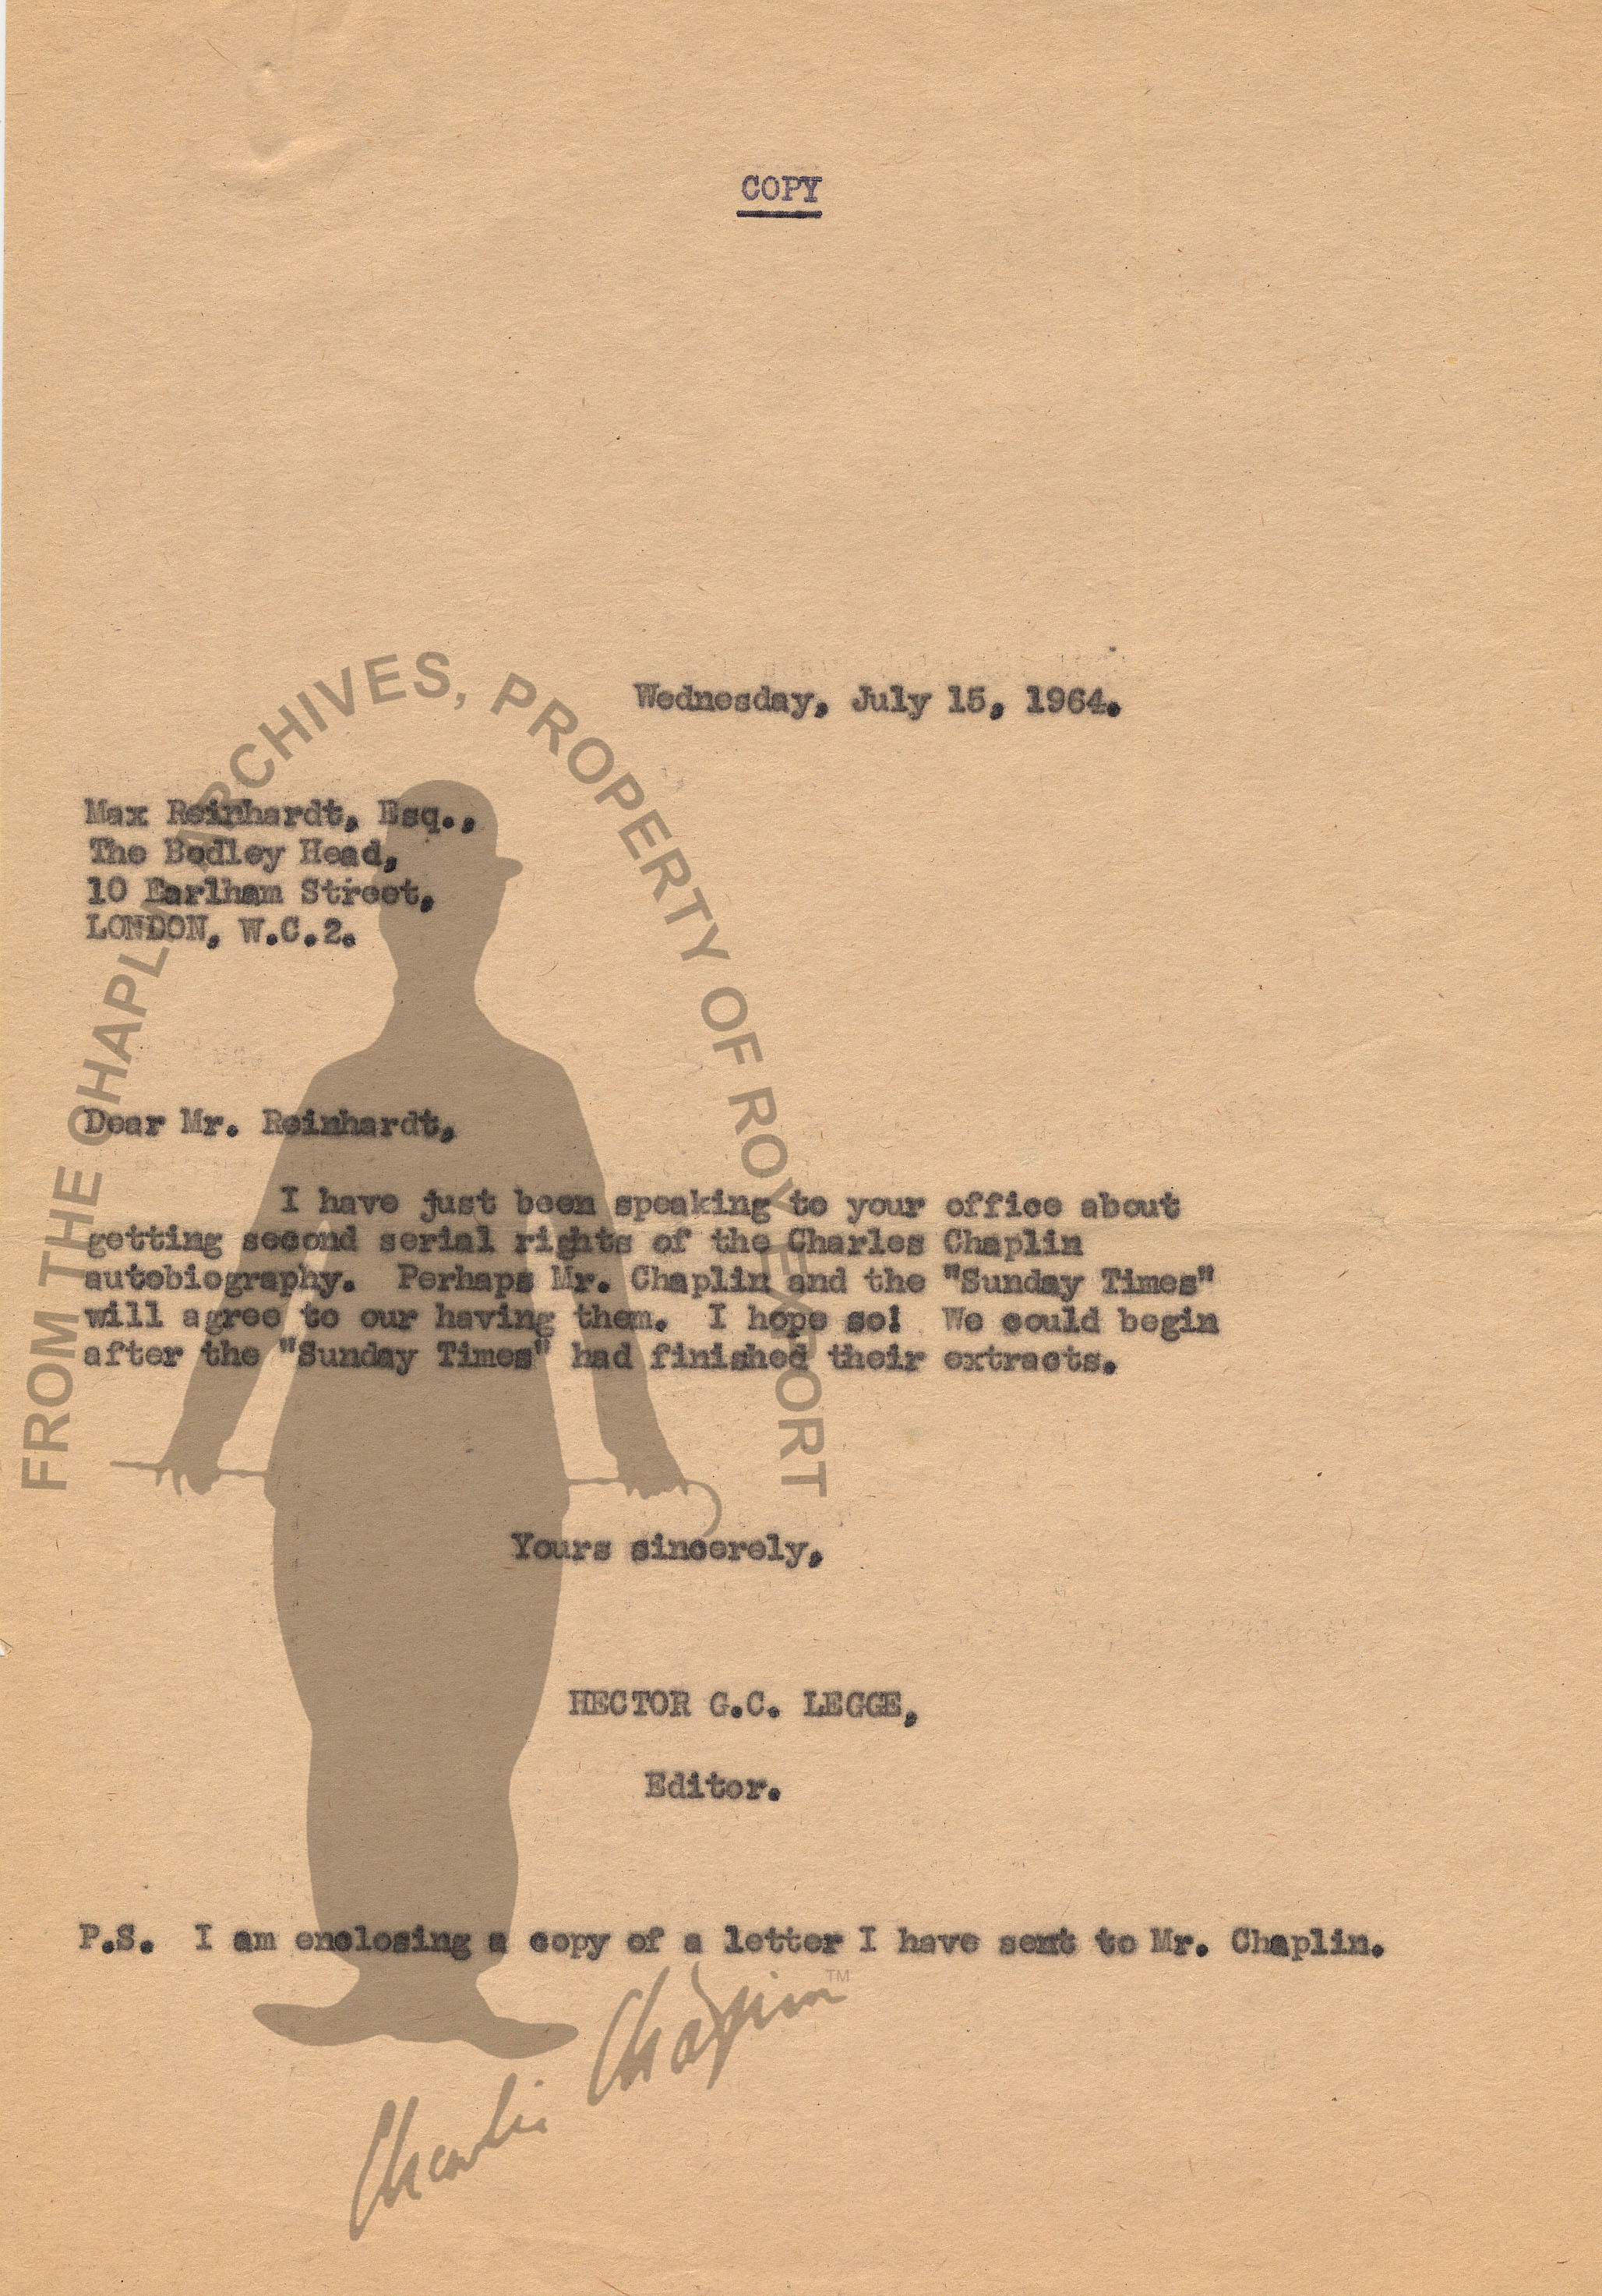 COPY
Wednesday, July 15, 1964.
Max Reinhardt, Esq.,
The Bodley Head,
10 Earlham Street,
LONDON, W.C.2.
Dear Mr. Reinhardt,
I have just been speaking to your office about
getting second serial rights of the Charles Chaplin
autobiography. Perhaps Mr. Chaplin and the "Sunday Times"
will agree to our having them. I hope so! We could begin
after the "Sunday Times" had finished their extracts.
Yours sincerely,
HECTOR G.C. LEGGE,
Editor.
P.S. I am enclosing a copy of a letter I have sent to Mr. Chaplin.
FROM THE CHAPLIN ARCHIVES, PROPERTY OF ROY EXPORT
Charlie Chaplin™